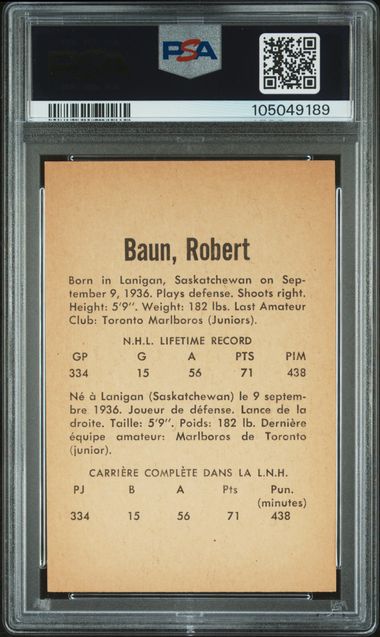 PSA
105049189
Baun, Robert
Born in Lanigan, Saskatchewan on Sep-
tember 9, 1936. Plays defense. Shoots right.
Height: 5'9". Weight: 182 lbs. Last Amateur
Club: Toronto Marlboros (Juniors).
N.H.L. LIFETIME RECORD
GP G A PTS PIM
334 15 56 71 438
Né à Lanigan (Saskatchewan) le 9 septem-
bre 1936. Joueur de défense. Lance de la
droite. Taille: 5'9". Poids: 182 lb. Dernière
équipe amateur: Marlboros de Toronto
(junior).
CARRIÈRE COMPLÈTE DANS LA L.N.H.
PJ B A Pts Pun.
(minutes)
334 15 56 71 438